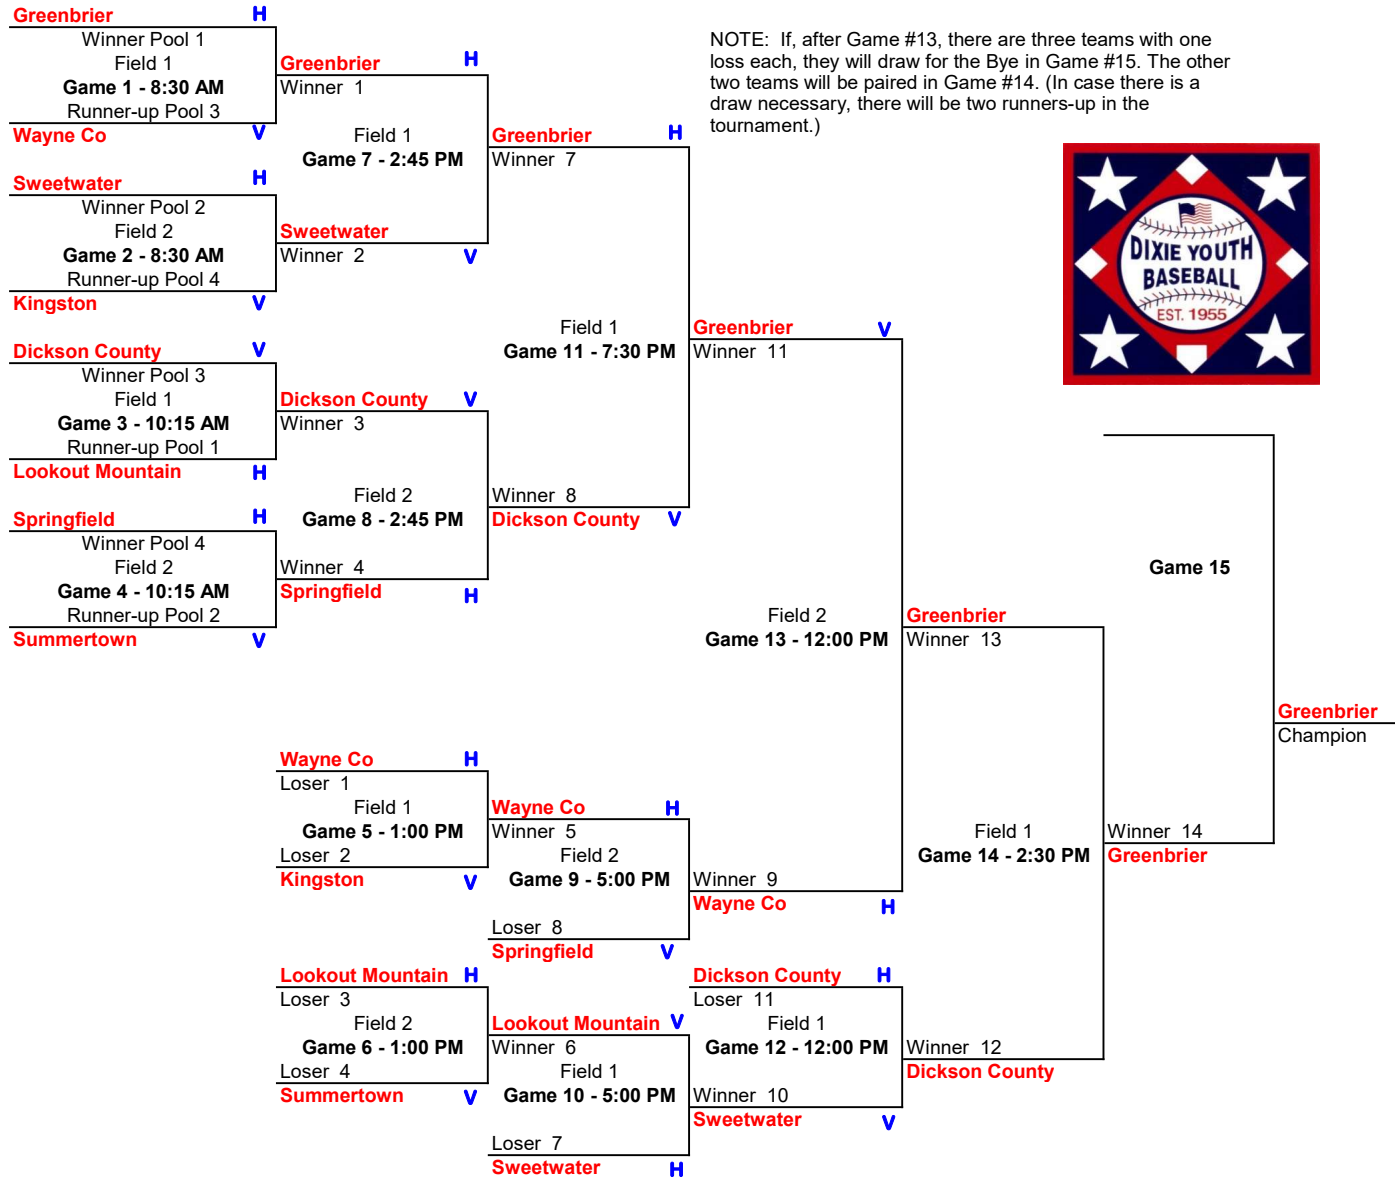 Greenbrier H
Winner Pool 1
Field 1
Game 1 - 8:30 AM
Runner-up Pool 3
Wayne Co V
Sweetwater H
Winner Pool 2
Field 2
Game 2 - 8:30 AM
Runner-up Pool 4
Kingston V
Dickson County V
Winner Pool 3
Field 1
Game 3 - 10:15 AM
Runner-up Pool 1
Lookout Mountain H
Springfield H
Winner Pool 4
Field 2
Game 4 - 10:15 AM
Runner-up Pool 2
Summertown V
Greenbrier H
Winner 1
Field 1
Game 7 - 2:45 PM
Sweetwater
Winner 2 V
Dickson County V
Winner 3
Field 2
Game 8 - 2:45 PM
Winner 4
Springfield H
Greenbrier H
Winner 7
Field 1
Game 11 - 7:30 PM
Winner 8
Dickson County V
NOTE: If, after Game #13, there are three teams with one
loss each, they will draw for the Bye in Game #15. The other
two teams will be paired in Game #14. (In case there is a
draw necessary, there will be two runners-up in the
tournament.)
DIXIE YOUTH
BASEBALL
EST. 1955
Greenbrier V
Winner 11
Field 2
Game 13 - 12:00 PM
Wayne Co H
Loser 1
Field 1
Game 5 - 1:00 PM
Loser 2
Kingston V
Wayne Co H
Winner 5
Field 2
Game 9 - 5:00 PM
Loser 8
Springfield V
Winner 9
Wayne Co H
Lookout Mountain H
Loser 3
Field 2
Game 6 - 1:00 PM
Loser 4
Summertown V
Lookout Mountain V
Winner 6
Field 1
Game 10 - 5:00 PM
Loser 7
Sweetwater H
Dickson County H
Loser 11
Field 1
Game 12 - 12:00 PM
Winner 10
Sweetwater V
Greenbrier
Winner 13
Field 1
Game 14 - 2:30 PM
Winner 12
Dickson County
Game 15
Winner 14
Greenbrier
Greenbrier
Champion